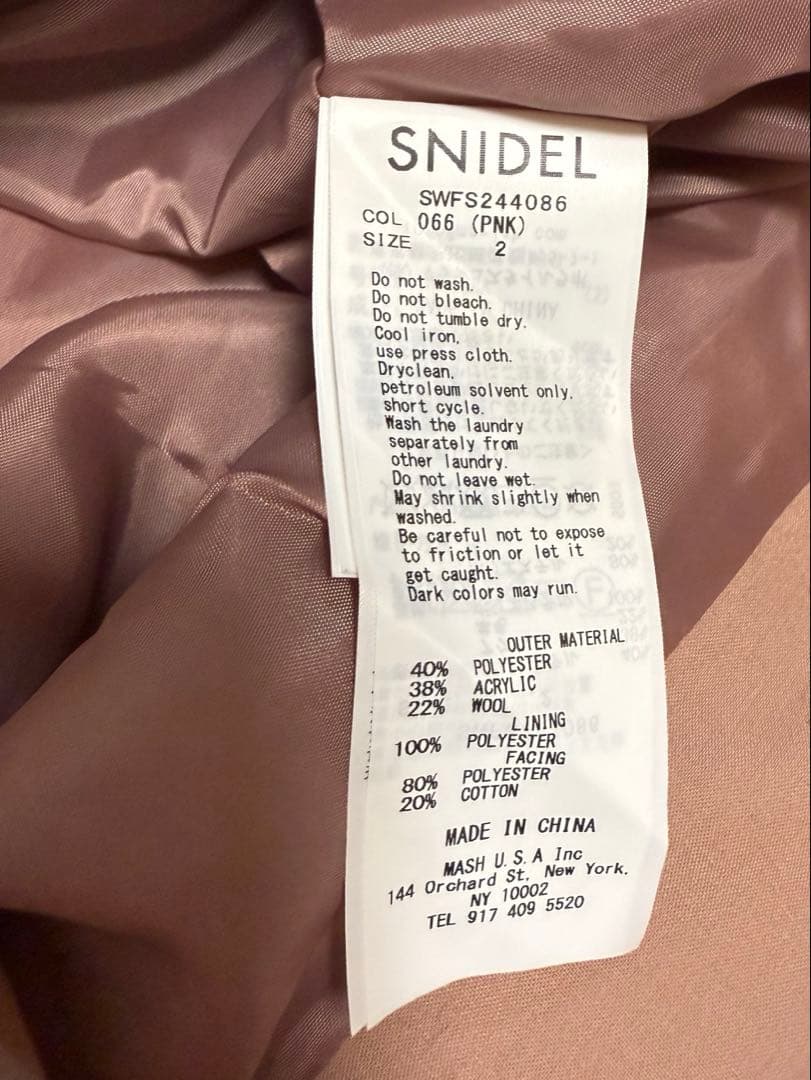 SNIDEL
SWFS244086
COL 066 (PNK)
SIZE 2
Do not wash.
Do not bleach.
Do not tumble dry.
Cool iron,
use press cloth.
Dryclean,
petroleum solvent only,
short cycle.
Wash the laundry
separately from
other laundry.
Do not leave wet.
May shrink slightly when
washed.
Be careful not to expose
to friction or let it
get caught.
Dark colors may run.
OUTER MATERIAL
40% POLYESTER
38% ACRYLIC
22% WOOL
LINING
100% POLYESTER
FACING
80% POLYESTER
20% COTTON
MADE IN CHINA
MASH U.S.A Inc
144 Orchard St, New York,
NY 10002
TEL 917 409 5520